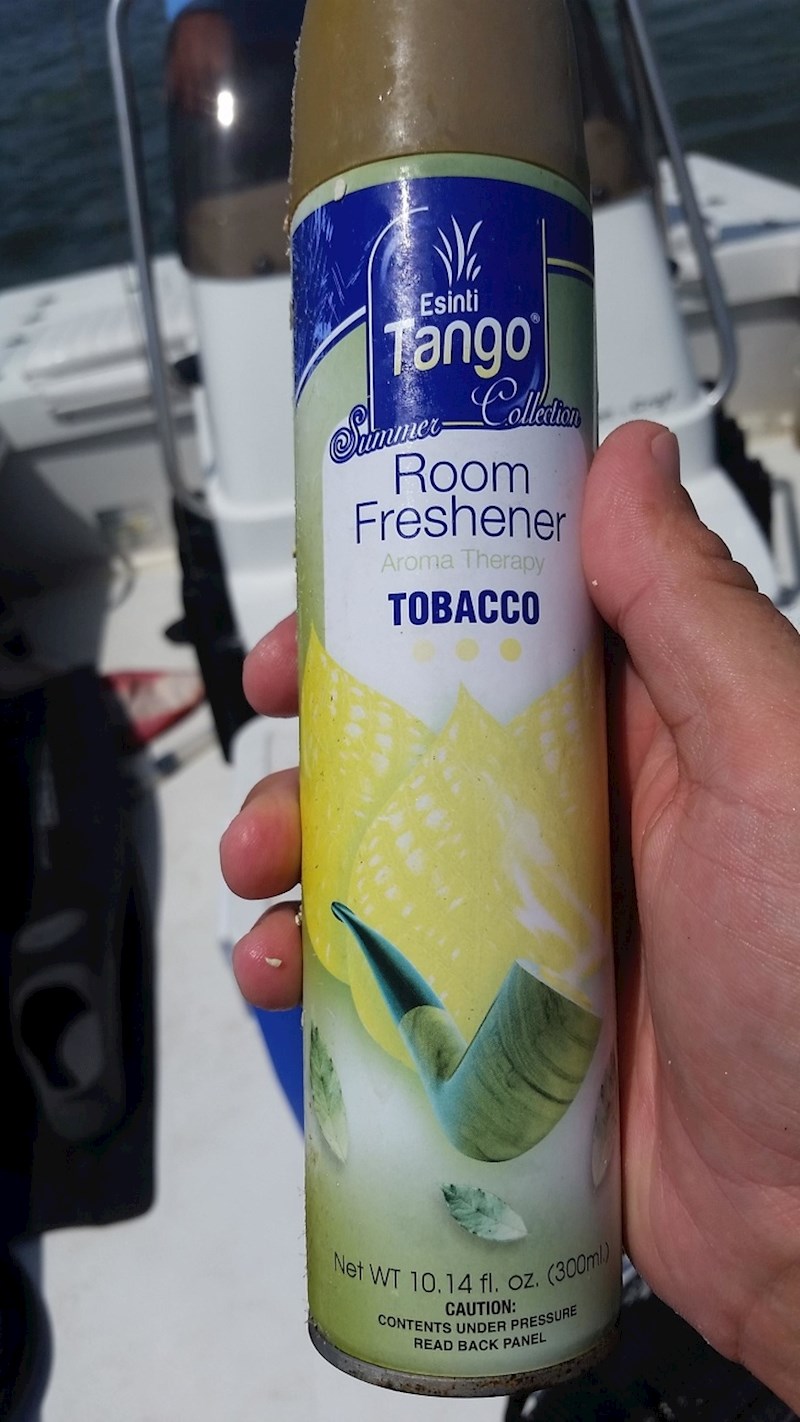 Esinti
Tango®
Summer Collection
Room
Freshener
Aroma Therapy
TOBACCO
Net WT 10.14 fl. oz. (300ml.)
CAUTION:
CONTENTS UNDER PRESSURE
READ BACK PANEL